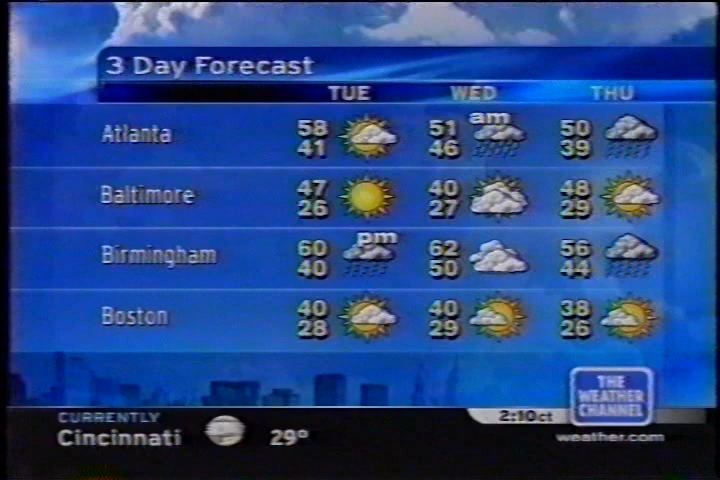 3 Day Forecast
TUE WED THU
Atlanta 58 41 51 46 am 50 39
Baltimore 47 26 40 27 48 29
Birmingham 60 40 pm 62 50 56 44
Boston 40 28 40 29 38 26
THE
WEATHER
CHANNEL
CURRENTLY
Cincinnati 29°
2:10ct
weather.com